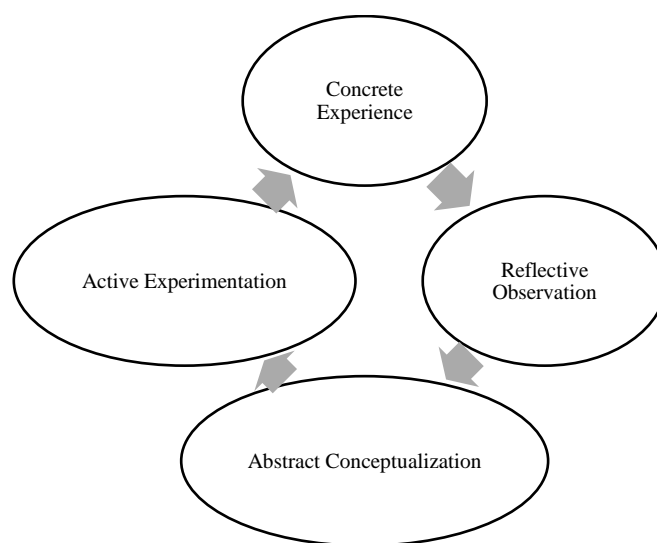 Concrete
Experience
Active Experimentation
Reflective
Observation
Abstract Conceptualization